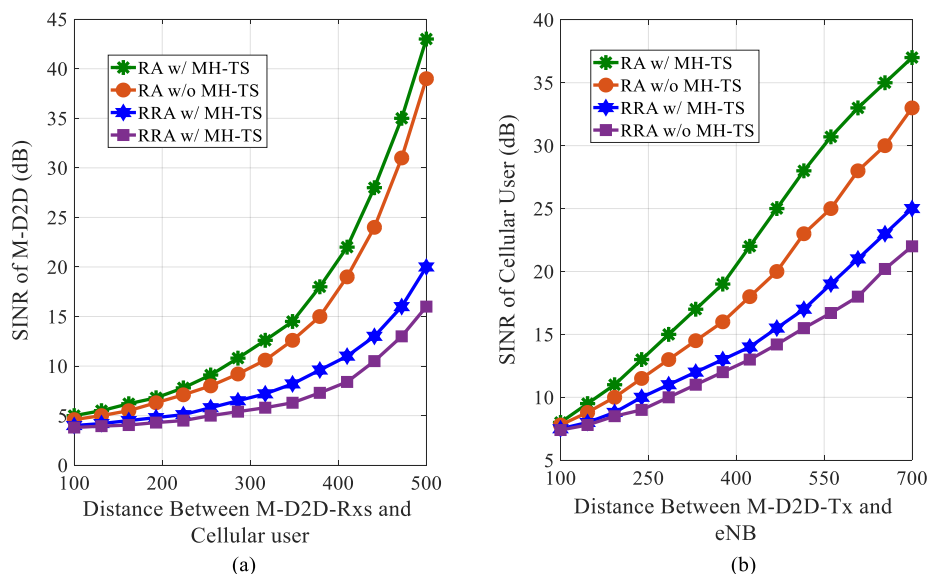 45
40
35
30
25
20
15
10
5
0
SINR of M-D2D (dB)
RA w/ MH-TS
RA w/o MH-TS
RRA w/ MH-TS
RRA w/ MH-TS
100 200 300 400 500
Distance Between M-D2D-Rxs and
Cellular user
(a)
40
35
30
25
20
15
10
5
SINR of Cellular User (dB)
RA w/ MH-TS
RA w/o MH-TS
RRA w/ MH-TS
RRA w/o MH-TS
100 250 400 550 700
Distance Between M-D2D-Tx and
eNB
(b)